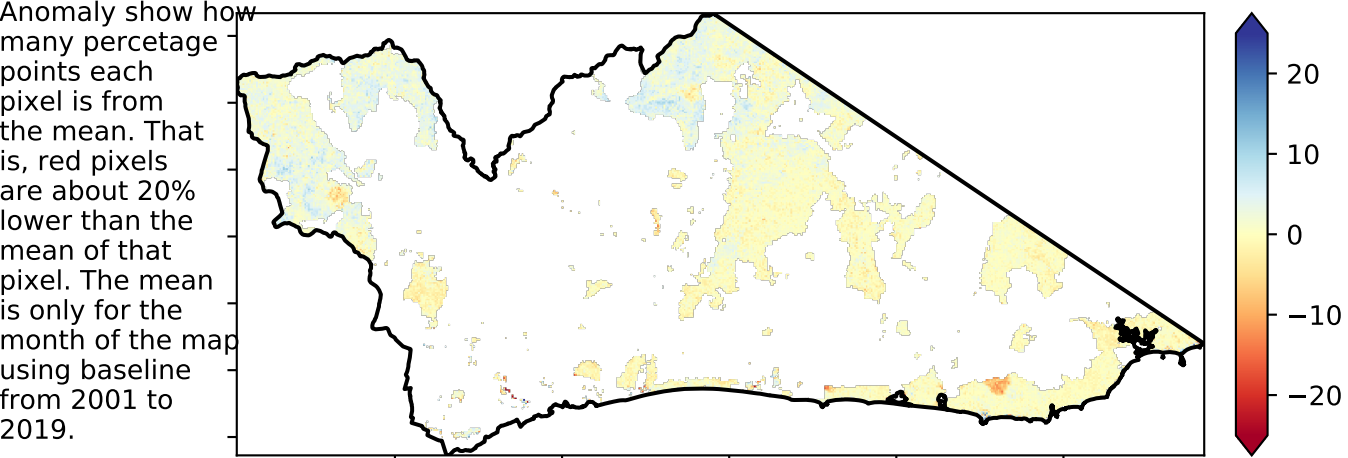 Anomaly show how
many percetage
points each
pixel is from
the mean. That
is, red pixels
are about 20%
lower than the
mean of that
pixel. The mean
is only for the
month of the map
using baseline
from 2001 to
2019.
20
10
0
−10
−20